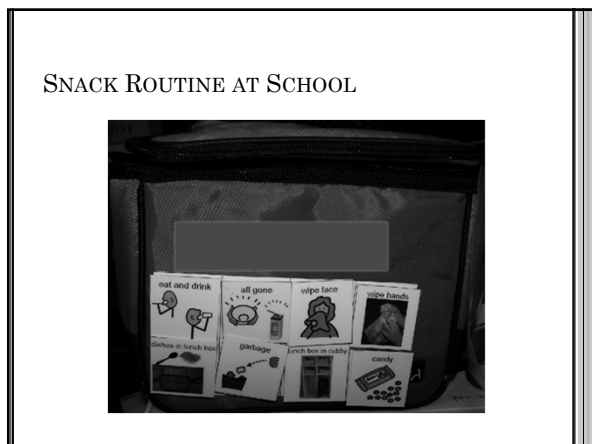 SNACK ROUTINE AT SCHOOL
eat and drink
all gone
wipe face
wipe hands
dishes in lunch box
garbage
lunch box in cubby
candy